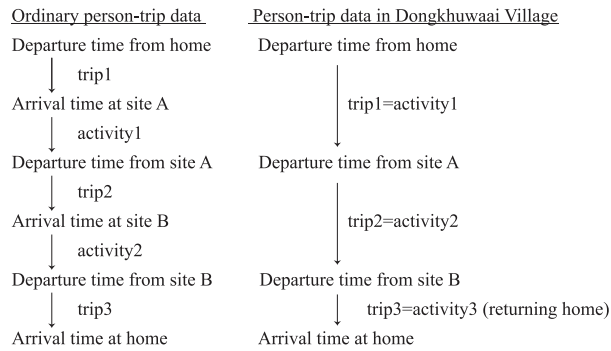 Ordinary person-trip data
Departure time from home
trip1
Arrival time at site A
activity1
Departure time from site A
trip2
Arrival time at site B
activity2
Departure time from site B
trip3
Arrival time at home
Person-trip data in Dongkhuwaai Village
Departure time from home
trip1=activity1
Departure time from site A
trip2=activity2
Departure time from site B
trip3=activity3 (returning home)
Arrival time at home